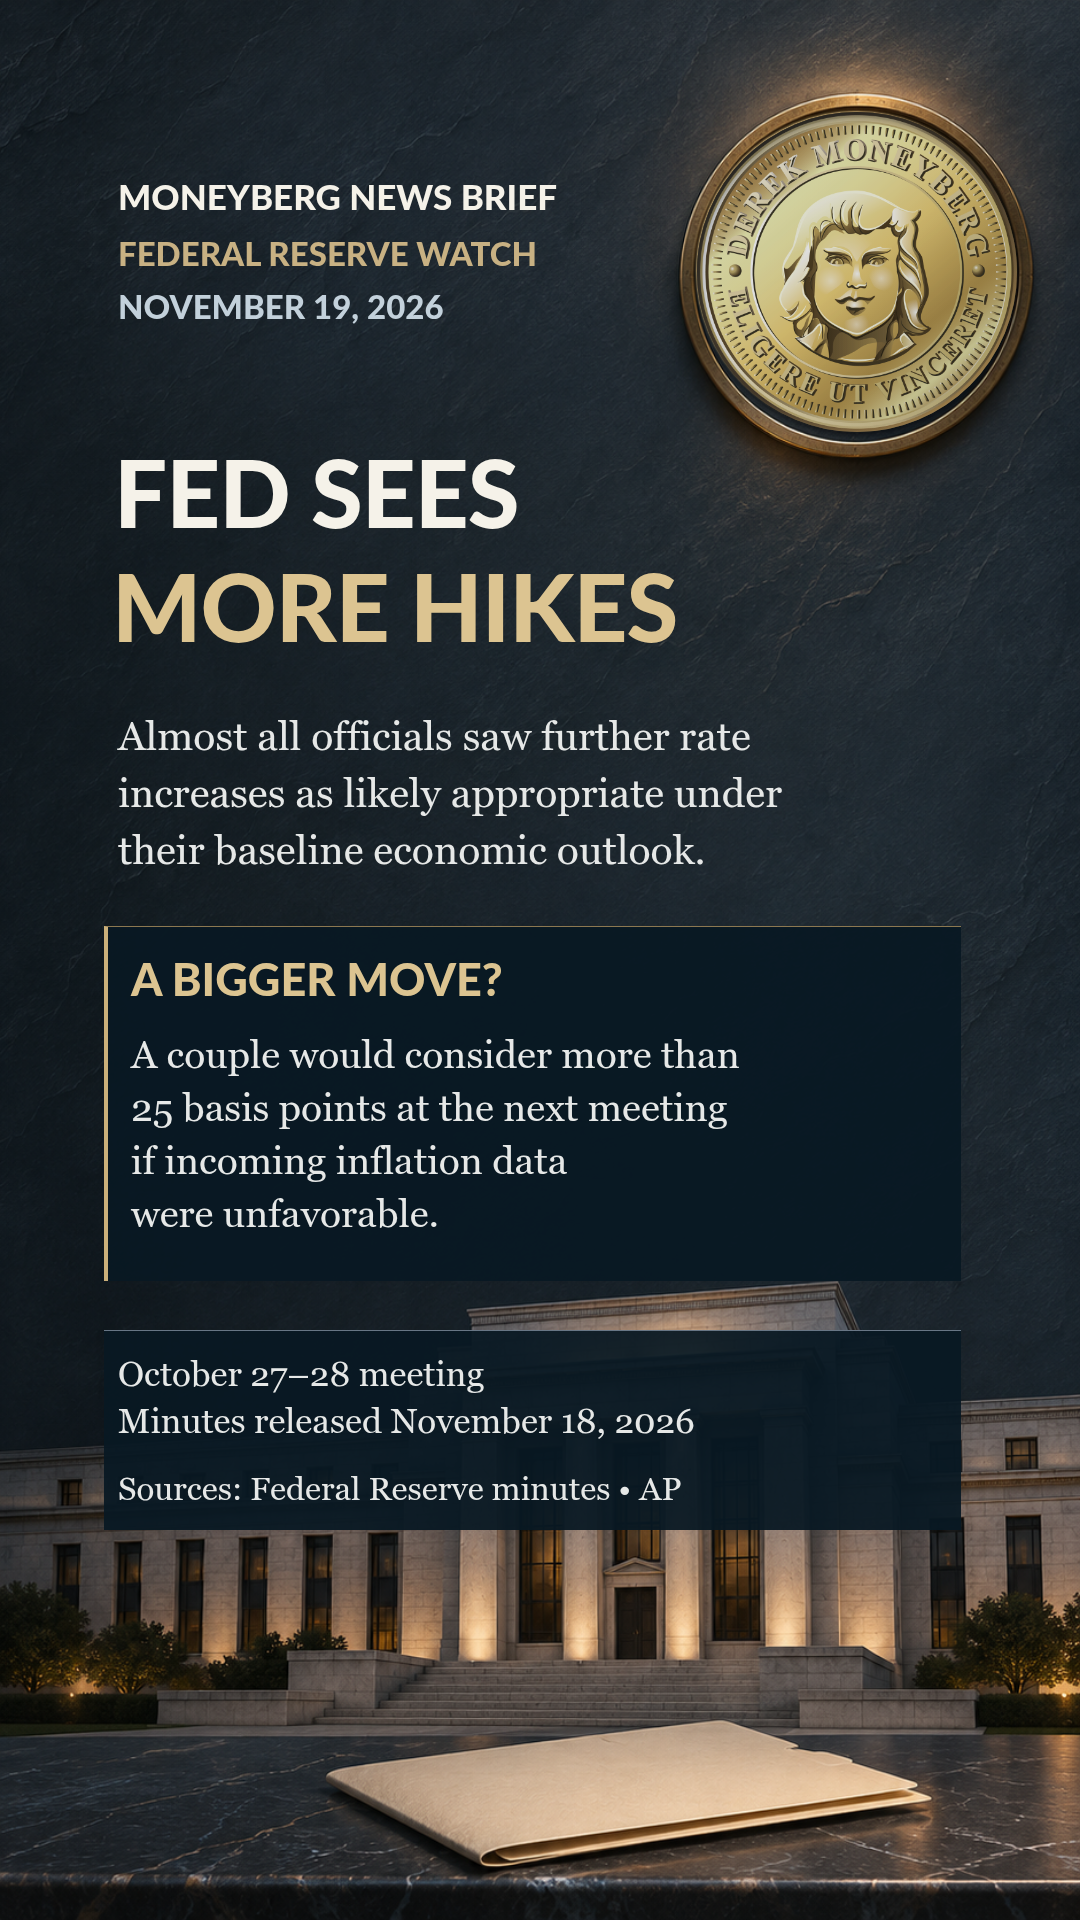 MONEYBERG NEWS BRIEF
FEDERAL RESERVE WATCH
NOVEMBER 19, 2026
DEREK MONEYBERG
ELIGERE UT VINCERET
FED SEES
MORE HIKES
Almost all officials saw further rate
increases as likely appropriate under
their baseline economic outlook.
A BIGGER MOVE?
A couple would consider more than
25 basis points at the next meeting
if incoming inflation data
were unfavorable.
October 27–28 meeting
Minutes released November 18, 2026
Sources: Federal Reserve minutes • AP